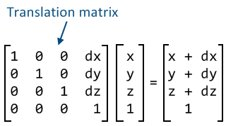 Translation matrix
1 0 0 dx x x + dx
0 1 0 dy y = y + dy
0 0 1 dz z z + dz
0 0 0 1 1 1